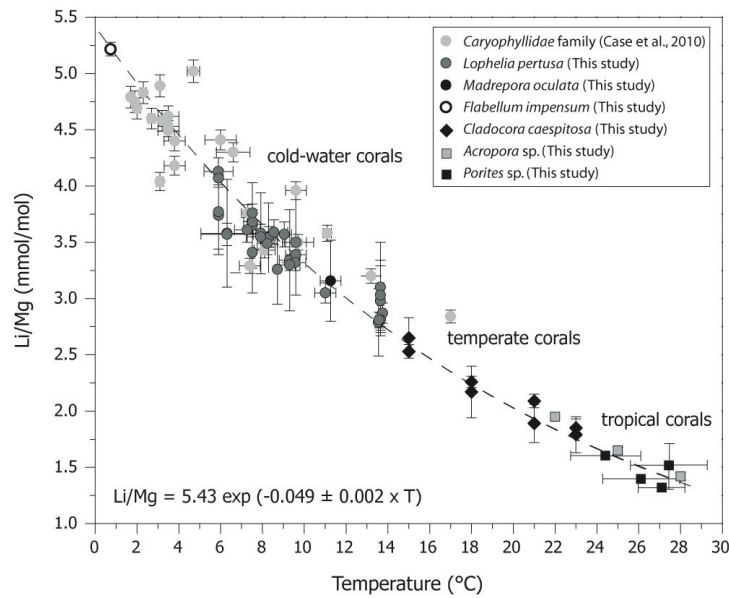 Caryophyllidae family (Case et al., 2010)
Lophelia pertusa (This study)
Madrepora oculata (This study)
Flabellum impensum (This study)
Cladocora caespitosa (This study)
Acropora sp. (This study)
Porites sp. (This study)
cold-water corals
temperate corals
tropical corals
Li/Mg = 5.43 exp (-0.049 ± 0.002 x T)
Li/Mg (mmol/mol)
5.5
5.0
4.5
4.0
3.5
3.0
2.5
2.0
1.5
1.0
0 2 4 6 8 10 12 14 16 18 20 22 24 26 28 30
Temperature (°C)